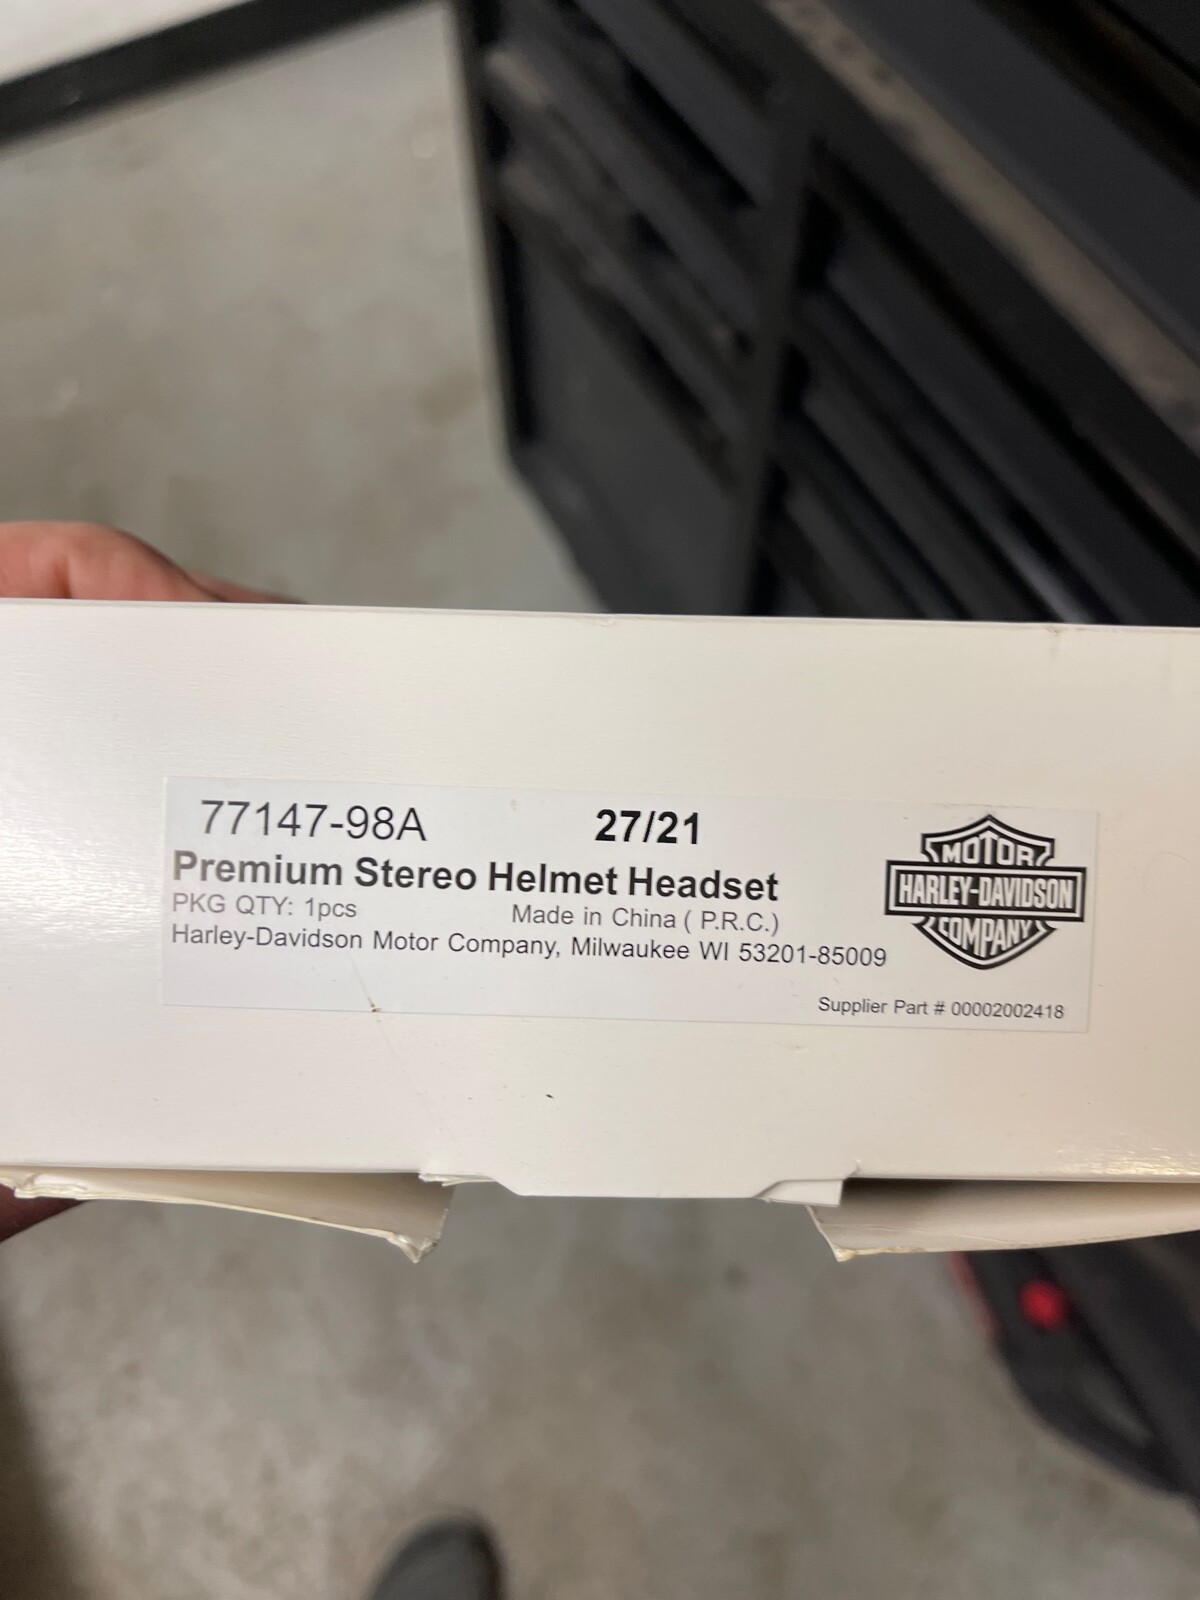 77147-98A 27/21
Premium Stereo Helmet Headset
PKG QTY: 1pcs Made in China ( P.R.C.)
Harley-Davidson Motor Company, Milwaukee WI 53201-85009
MOTOR
HARLEY-DAVIDSON
COMPANY
Supplier Part # 00002002418